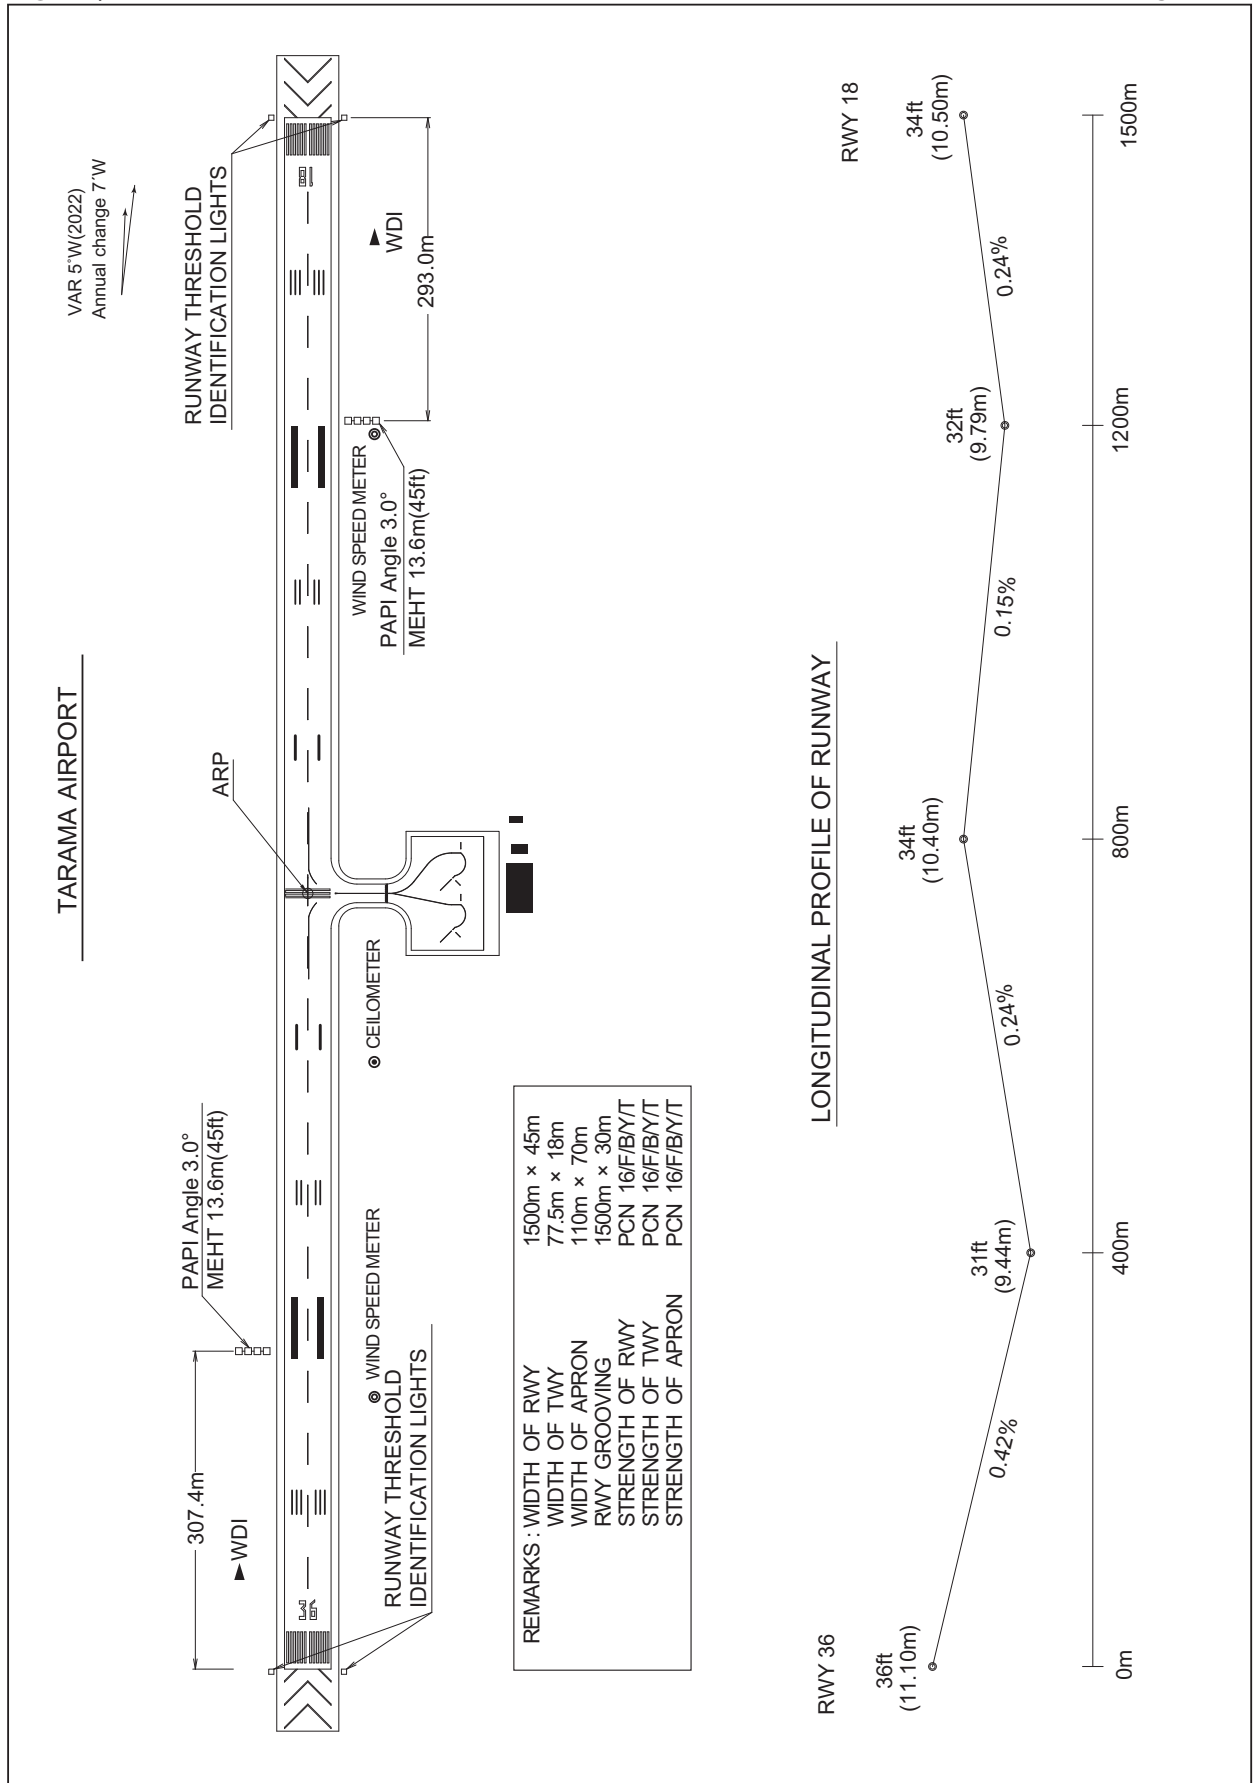 TARAMA AIRPORT
VAR 5°W(2022)
Annual change 7´W
RUNWAY THRESHOLD
IDENTIFICATION LIGHTS
PAPI Angle 3.0°
MEHT 13.6m(45ft)
ARP
307.4m
WDI
36
18
WDI
293.0m
WIND SPEED METER
CEILOMETER
WIND SPEED METER
PAPI Angle 3.0°
MEHT 13.6m(45ft)
RUNWAY THRESHOLD
IDENTIFICATION LIGHTS
REMARKS : WIDTH OF RWY 1500m × 45m
WIDTH OF TWY 77.5m × 18m
WIDTH OF APRON 110m × 70m
RWY GROOVING 1500m × 30m
STRENGTH OF RWY PCN 16/F/B/Y/T
STRENGTH OF TWY PCN 16/F/B/Y/T
STRENGTH OF APRON PCN 16/F/B/Y/T
LONGITUDINAL PROFILE OF RUNWAY
RWY 36
RWY 18
36ft
(11.10m)
31ft
(9.44m)
34ft
(10.40m)
32ft
(9.79m)
34ft
(10.50m)
0.42%
0.24%
0.15%
0.24%
0m
400m
800m
1200m
1500m